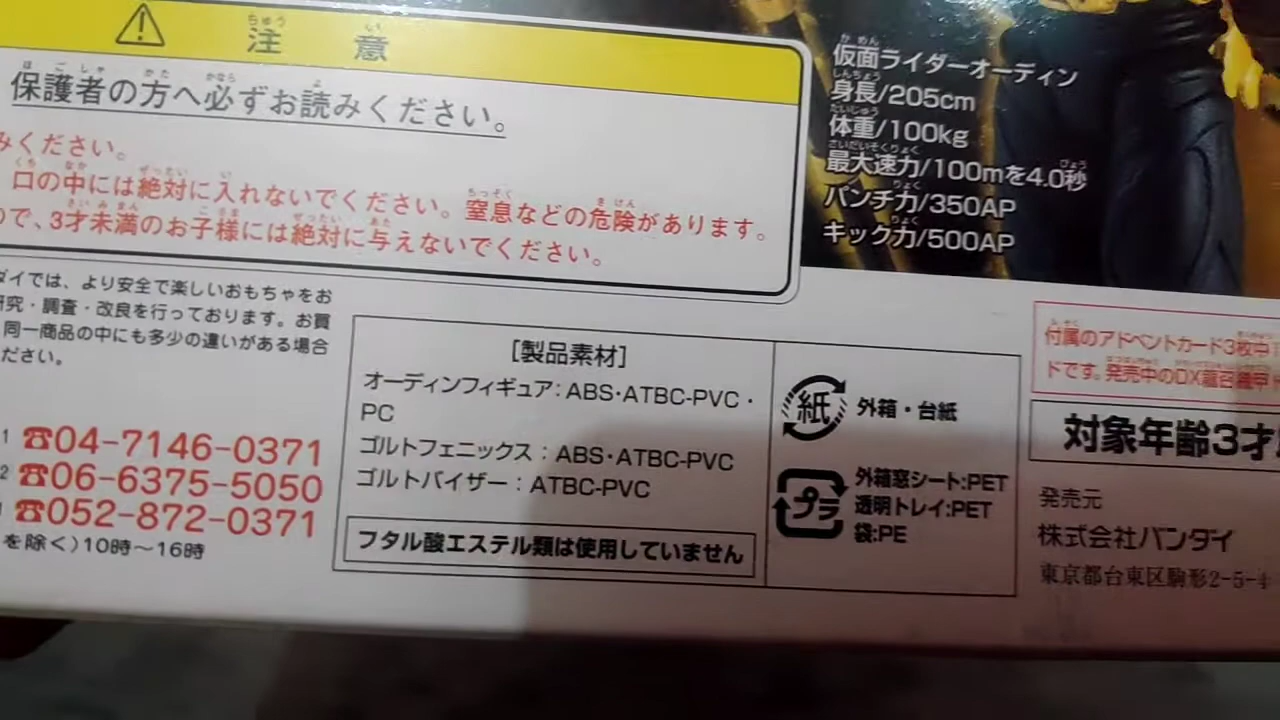 注意
保護者の方へ必ずお読みください。
みください。
口の中には絶対に入れないでください。窒息などの危険があります。
ので、3才未満のお子様には絶対に与えないでください。
仮面ライダーオーディン
身長/205cm
体重/100kg
最大速力/100mを4.0秒
パンチ力/350AP
キック力/500AP
ダイでは、より安全で楽しいおもちゃをお
研究・調査・改良を行っております。お買
同一商品の中にも多少の違いがある場合
ださい。
☎04-7146-0371
2 ☎06-6375-5050
☎052-872-0371
を除く)10時〜16時
[製品素材]
オーディンフィギュア:ABS・ATBC-PVC・
PC
ゴルトフェニックス:ABS・ATBC-PVC
ゴルトバイザー:ATBC-PVC
フタル酸エステル類は使用していません
紙 外箱・台紙
プラ 外箱窓シート:PET
透明トレイ:PET
袋:PE
付属のアドベントカード3枚中
ドです。発売中のDX龍召機甲
対象年齢3才
発売元
株式会社バンダイ
東京都台東区駒形2-5-4